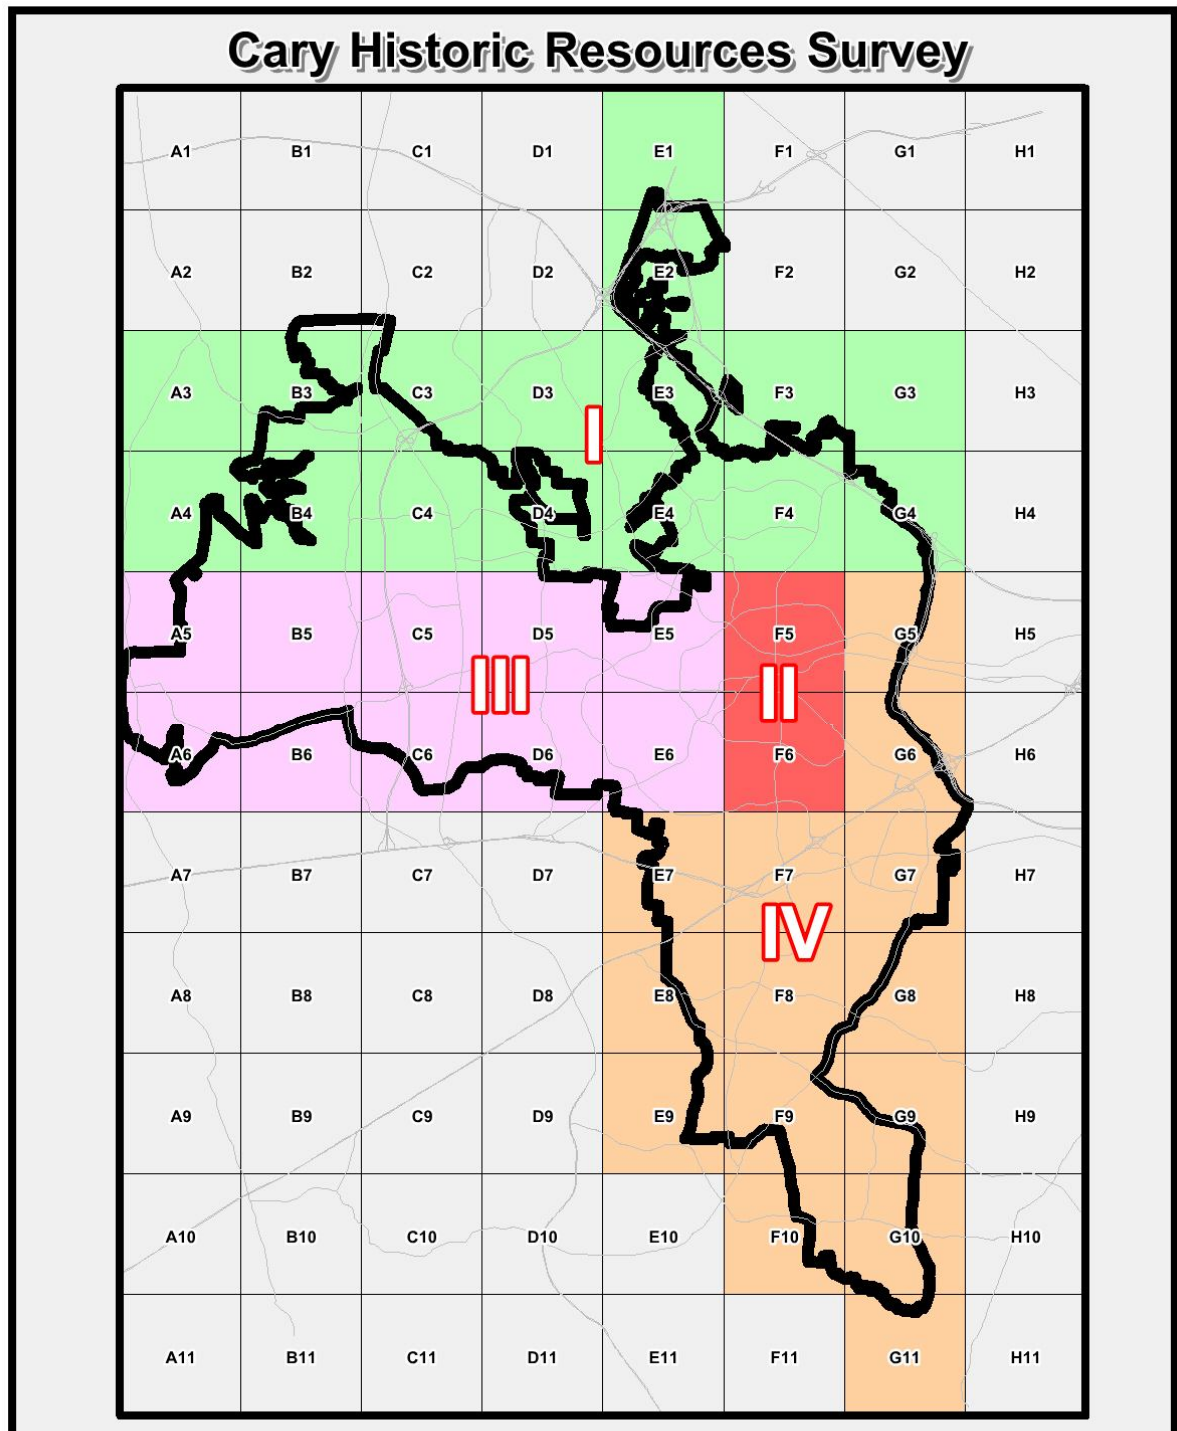 Cary Historic Resources Survey
A1 B1 C1 D1 E1 F1 G1 H1
A2 B2 C2 D2 E2 F2 G2 H2
A3 B3 C3 D3 E3 F3 G3 H3
I
A4 B4 C4 D4 E4 F4 G4 H4
A5 B5 C5 D5 E5 F5 G5 H5
III II
A6 B6 C6 D6 E6 F6 G6 H6
A7 B7 C7 D7 E7 F7 G7 H7
IV
A8 B8 C8 D8 E8 F8 G8 H8
A9 B9 C9 D9 E9 F9 G9 H9
A10 B10 C10 D10 E10 F10 G10 H10
A11 B11 C11 D11 E11 F11 G11 H11